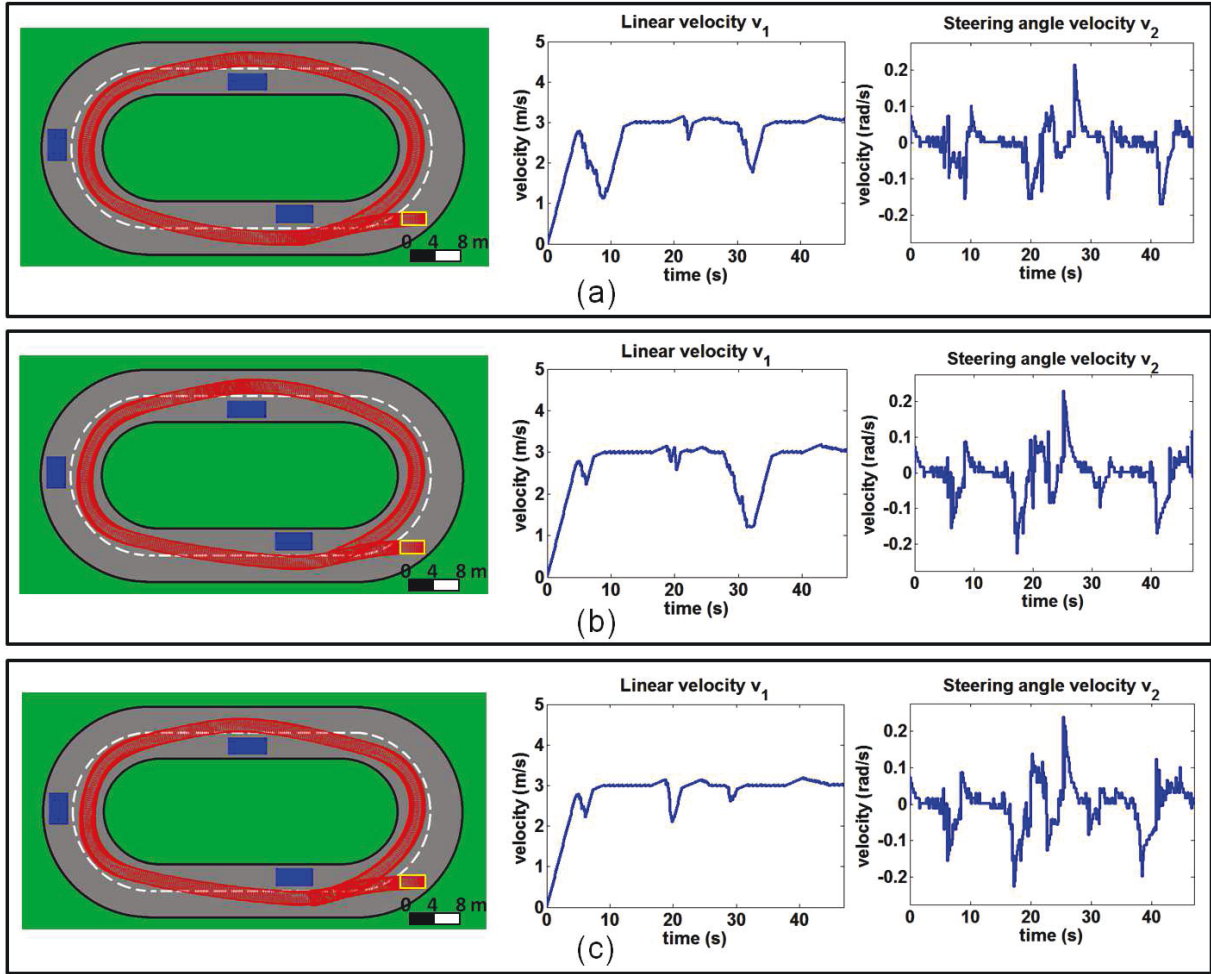 Linear velocity v1
Steering angle velocity v2
velocity (m/s)
5
4
3
2
1
0
0 10 20 30 40
time (s)
velocity (rad/s)
0.2
0.1
0
-0.1
-0.2
0 10 20 30 40
time (s)
0 4 8 m
(a)
Linear velocity v1
Steering angle velocity v2
velocity (m/s)
5
4
3
2
1
0
0 10 20 30 40
time (s)
velocity (rad/s)
0.2
0.1
0
-0.1
-0.2
0 10 20 30 40
time (s)
0 4 8 m
(b)
Linear velocity v1
Steering angle velocity v2
velocity (m/s)
5
4
3
2
1
0
0 10 20 30 40
time (s)
velocity (rad/s)
0.2
0.1
0
-0.1
-0.2
0 10 20 30 40
time (s)
0 4 8 m
(c)